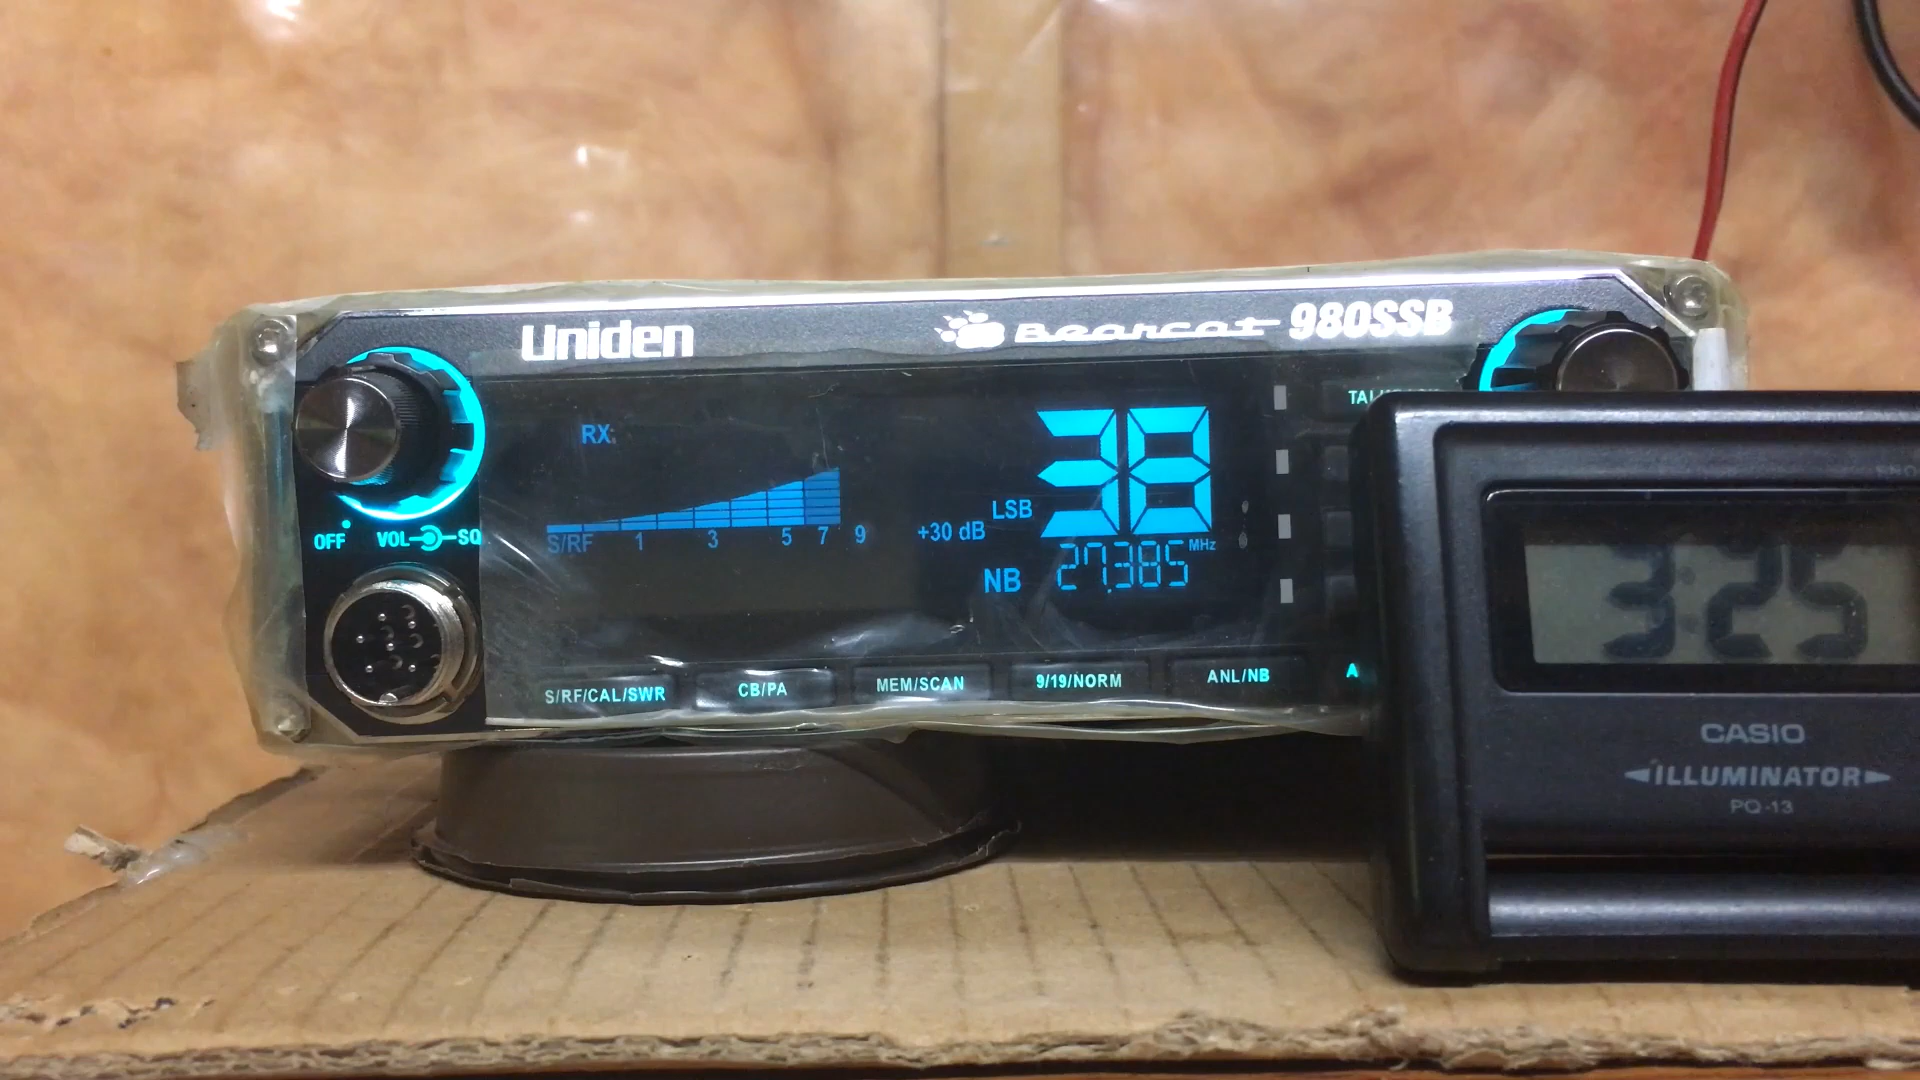 Uniden
Bearcat 980SSB
RX
38
LSB
S/RF 1 3 5 7 9 +30 dB
27.385 MHz
NB
OFF VOL SQ
S/RF/CAL/SWR CB/PA MEM/SCAN 9/19/NORM ANL/NB
3:25
CASIO
ILLUMINATOR
PQ-13